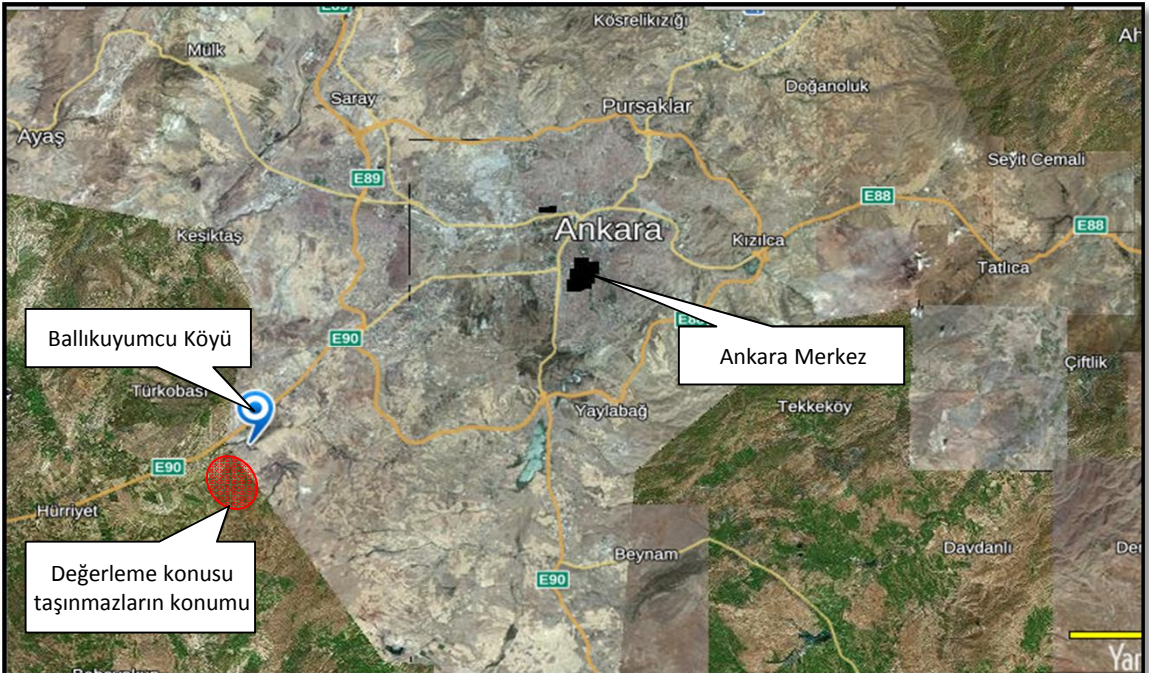 E89
Kösrelikızığı
Mülk
Doğanoluk
Saray
Pursaklar
Ayaş
Seyit Cemali
E89
E88
E88
Ankara
Kesiktaş
Kızılca
Tatlıca
Ballıkuyumcu Köyü
E90
Ankara Merkez
Çiftlik
Türkobası
Yaylabağ
Tekkeköy
E90
Hürriyet
Değerleme konusu
taşınmazların konumu
Beynam
Davdanlı
E90